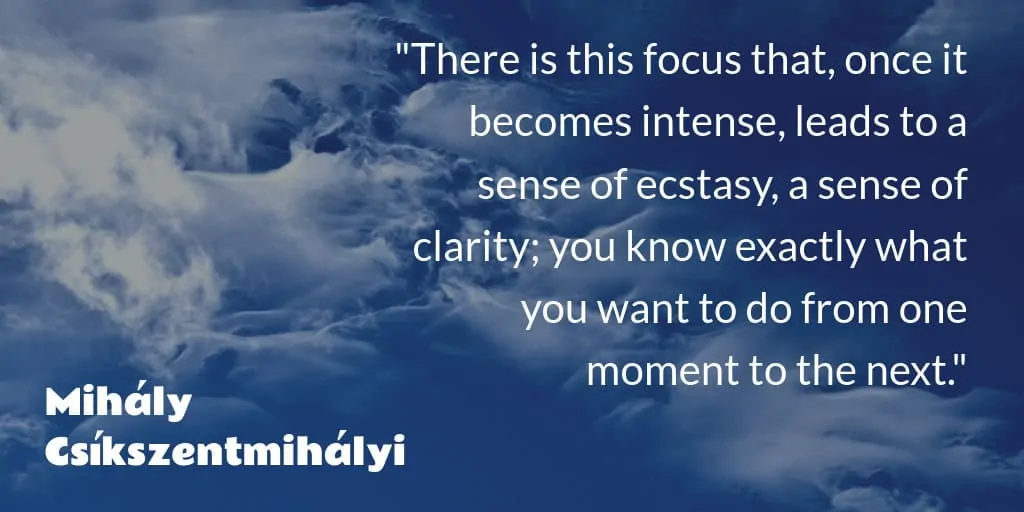 "There is this focus that, once it
becomes intense, leads to a
sense of ecstasy, a sense of
clarity; you know exactly what
you want to do from one
moment to the next."
Mihály
Csíkszentmihályi